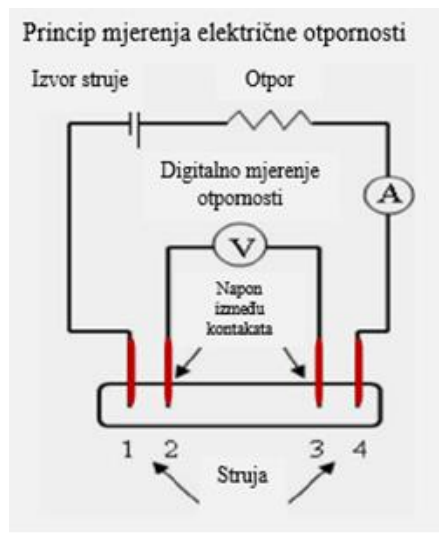 Princip mjerenja električne otpornosti
Izvor struje
Otpor
Digitalno mjerenje
otpornosti
A
V
Napon
između
kontakata
1 2 3 4
Struja